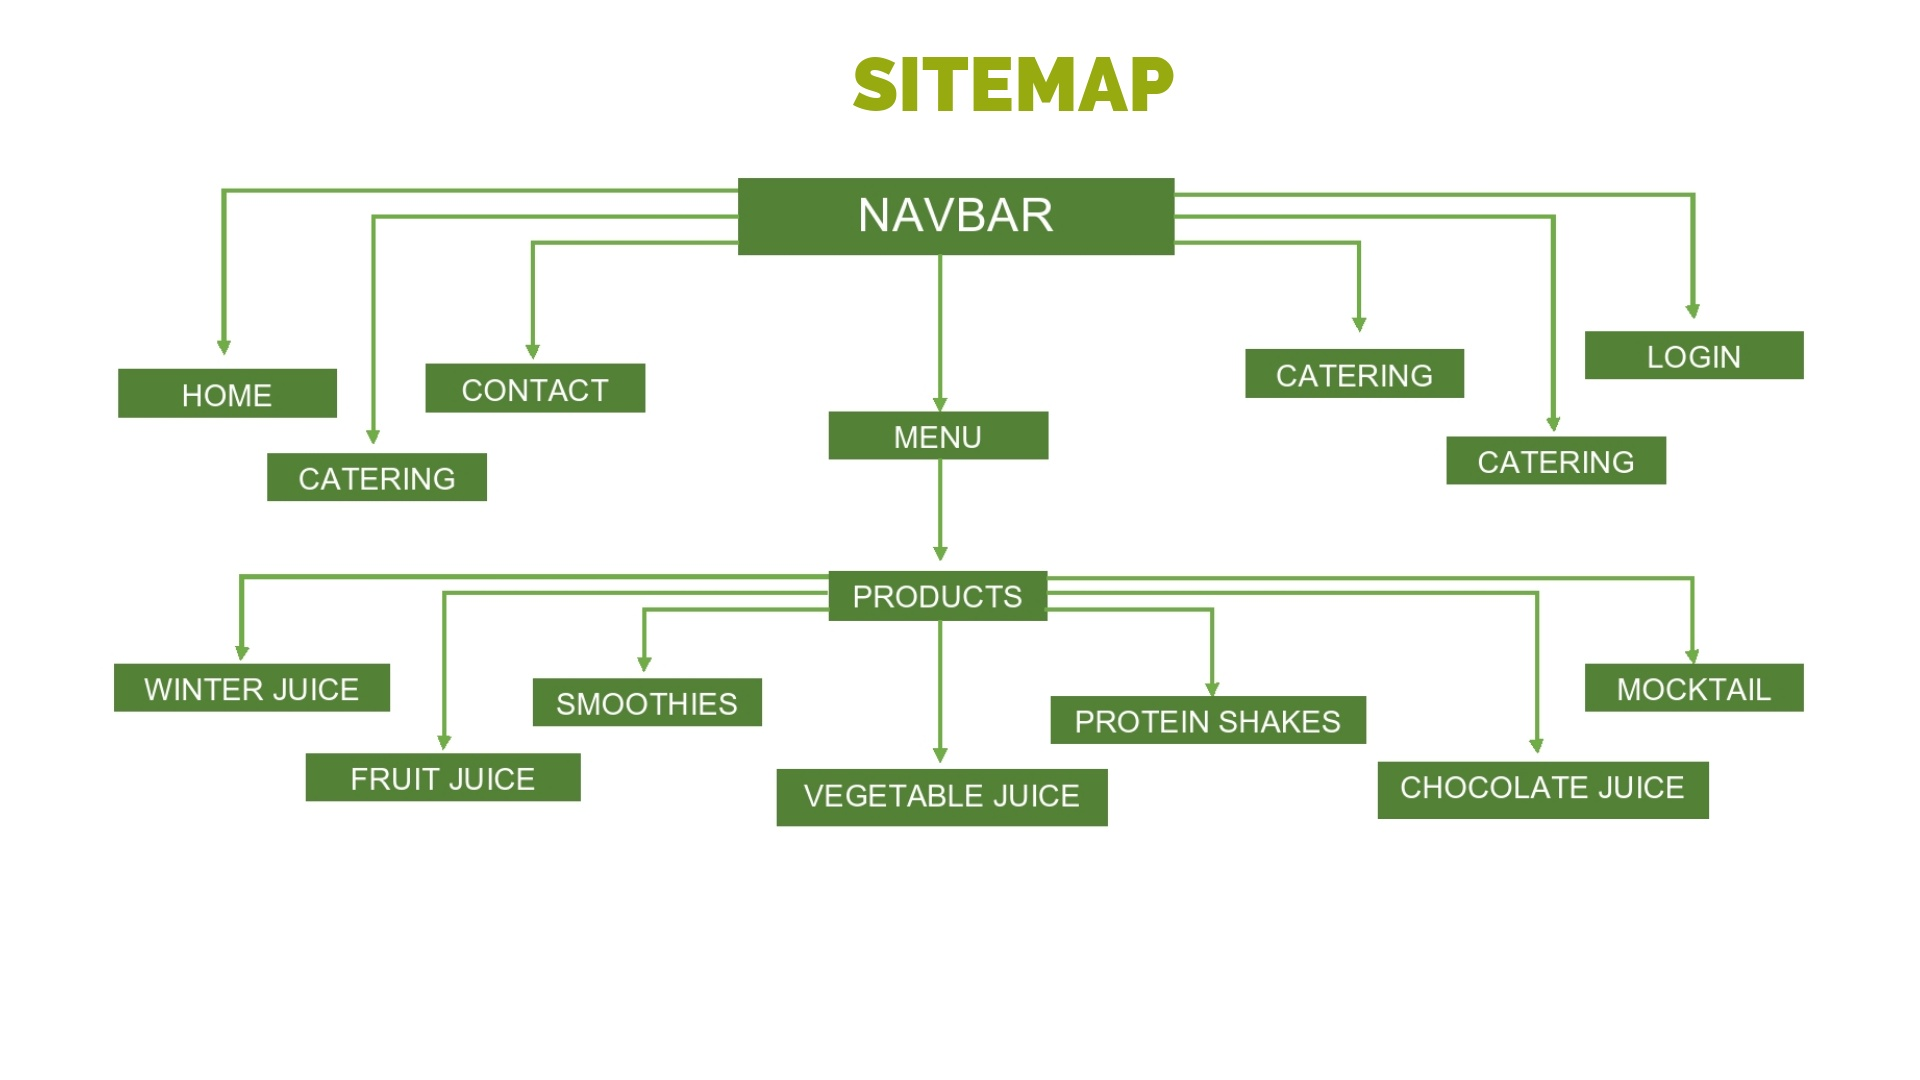 SITEMAP
NAVBAR
HOME
CATERING
CONTACT
MENU
CATERING
CATERING
LOGIN
PRODUCTS
WINTER JUICE
FRUIT JUICE
SMOOTHIES
VEGETABLE JUICE
PROTEIN SHAKES
CHOCOLATE JUICE
MOCKTAIL